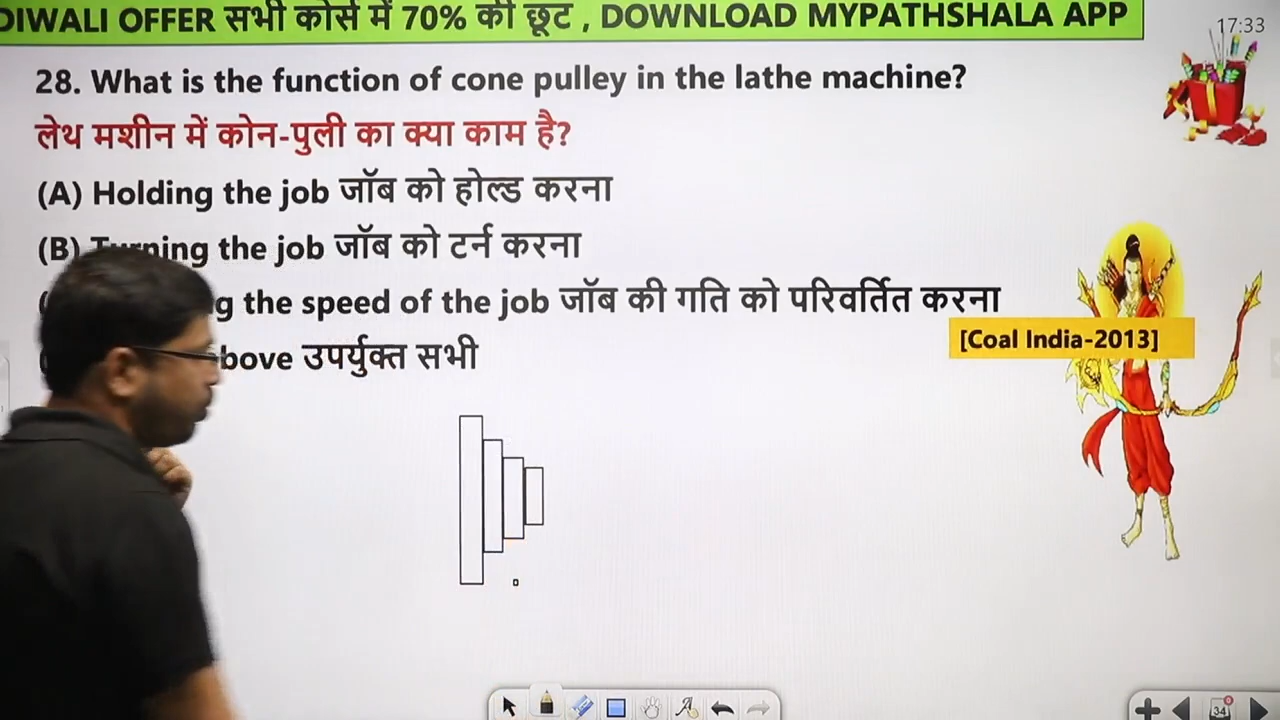 DIWALI OFFER सभी कोर्स में 70% की छूट , DOWNLOAD MYPATHSHALA APP
17:33
28. What is the function of cone pulley in the lathe machine?
लेथ मशीन में कोन-पुली का क्या काम है?
(A) Holding the job जॉब को होल्ड करना
(B) Turning the job जॉब को टर्न करना
the speed of the job जॉब की गति को परिवर्तित करना
[Coal India-2013]
उपर्युक्त सभी
34